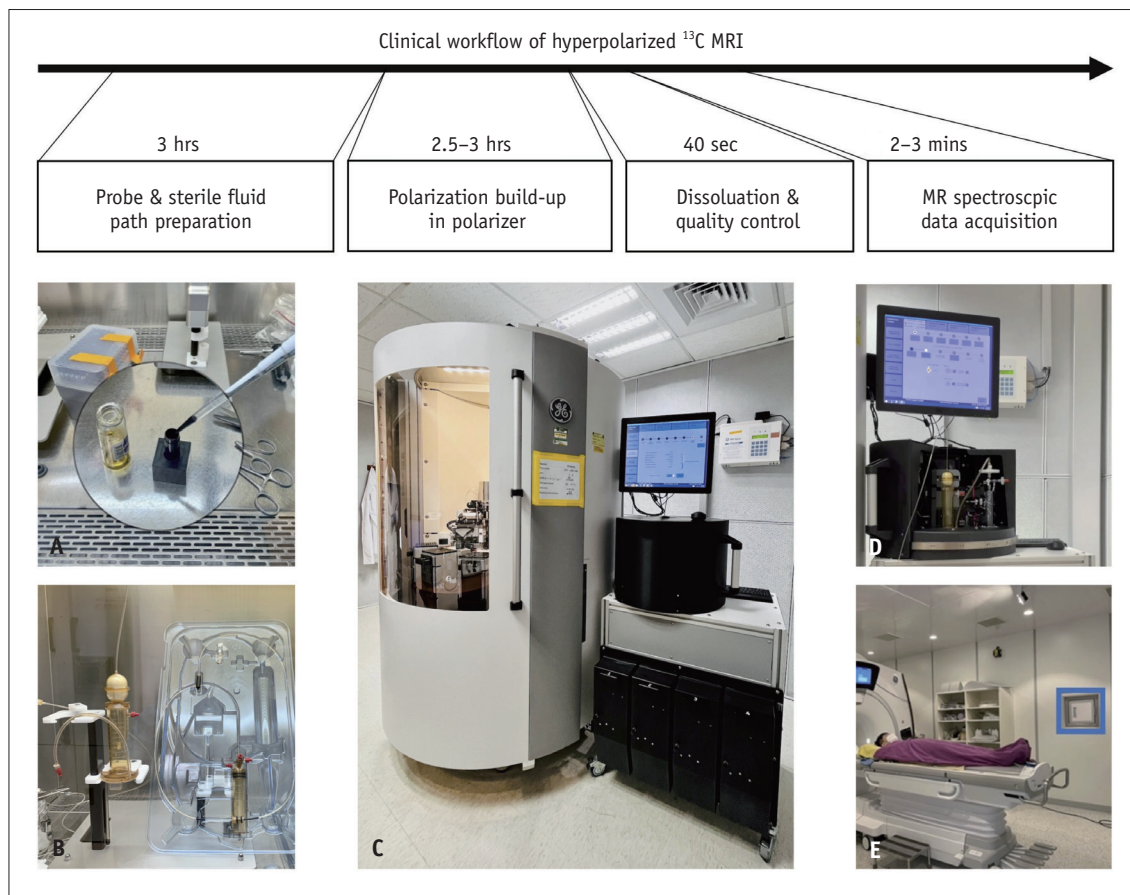 Clinical workflow of hyperpolarized ¹³C MRI
3 hrs
2.5–3 hrs
40 sec
2–3 mins
Probe & sterile fluid
path preparation
Polarization build-up
in polarizer
Dissoluation &
quality control
MR spectroscpic
data acquisition
A
B
C
D
E